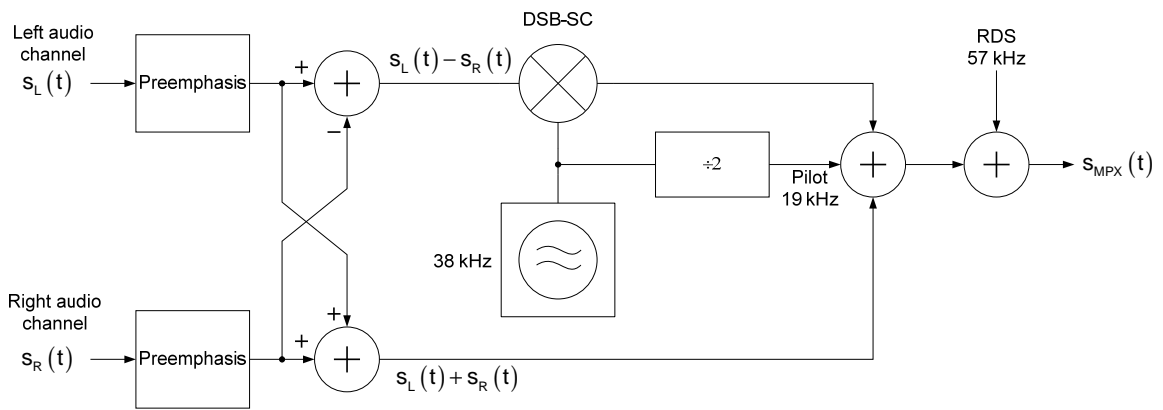 DSB-SC
Left audio
channel
s_L(t)
Preemphasis
+
+
−
s_L(t) − s_R(t)
RDS
57 kHz
÷2
Pilot
19 kHz
+
+
s_MPX(t)
38 kHz
Right audio
channel
s_R(t)
Preemphasis
+
+
+
s_L(t) + s_R(t)